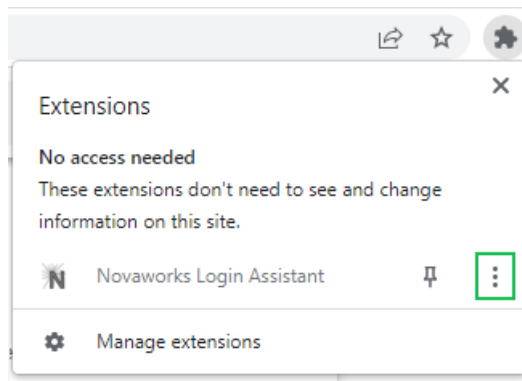 Extensions
No access needed
These extensions don't need to see and change
information on this site.
N Novaworks Login Assistant
Manage extensions